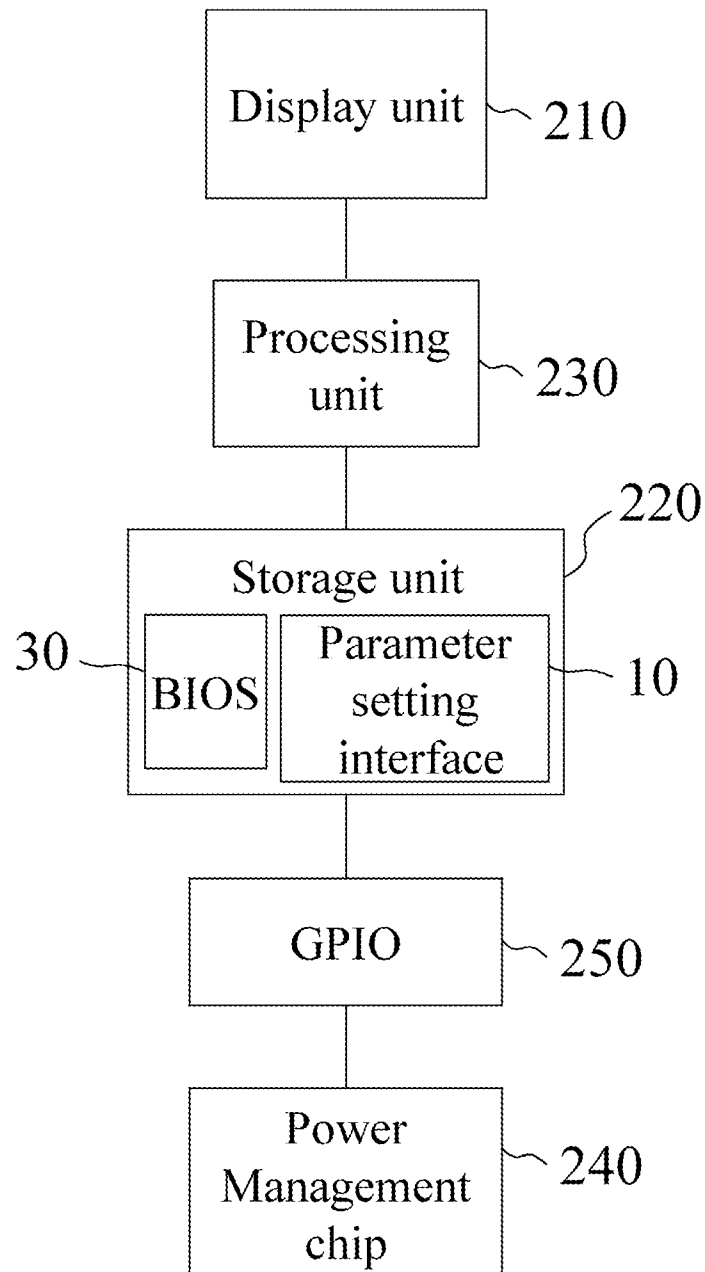 Display unit
210
Processing
unit
230
220
Storage unit
30
BIOS
Parameter
setting
interface
10
GPIO
250
Power
Management
chip
240